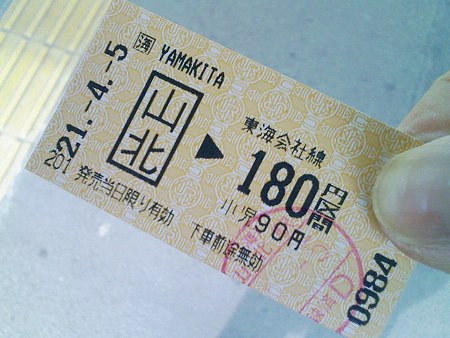 海 YAMAKITA
山北 ▶ 東海会社線
180円区間
小児90円
21.-4.-5
201 発売当日限り有効
下車前途無効
0984